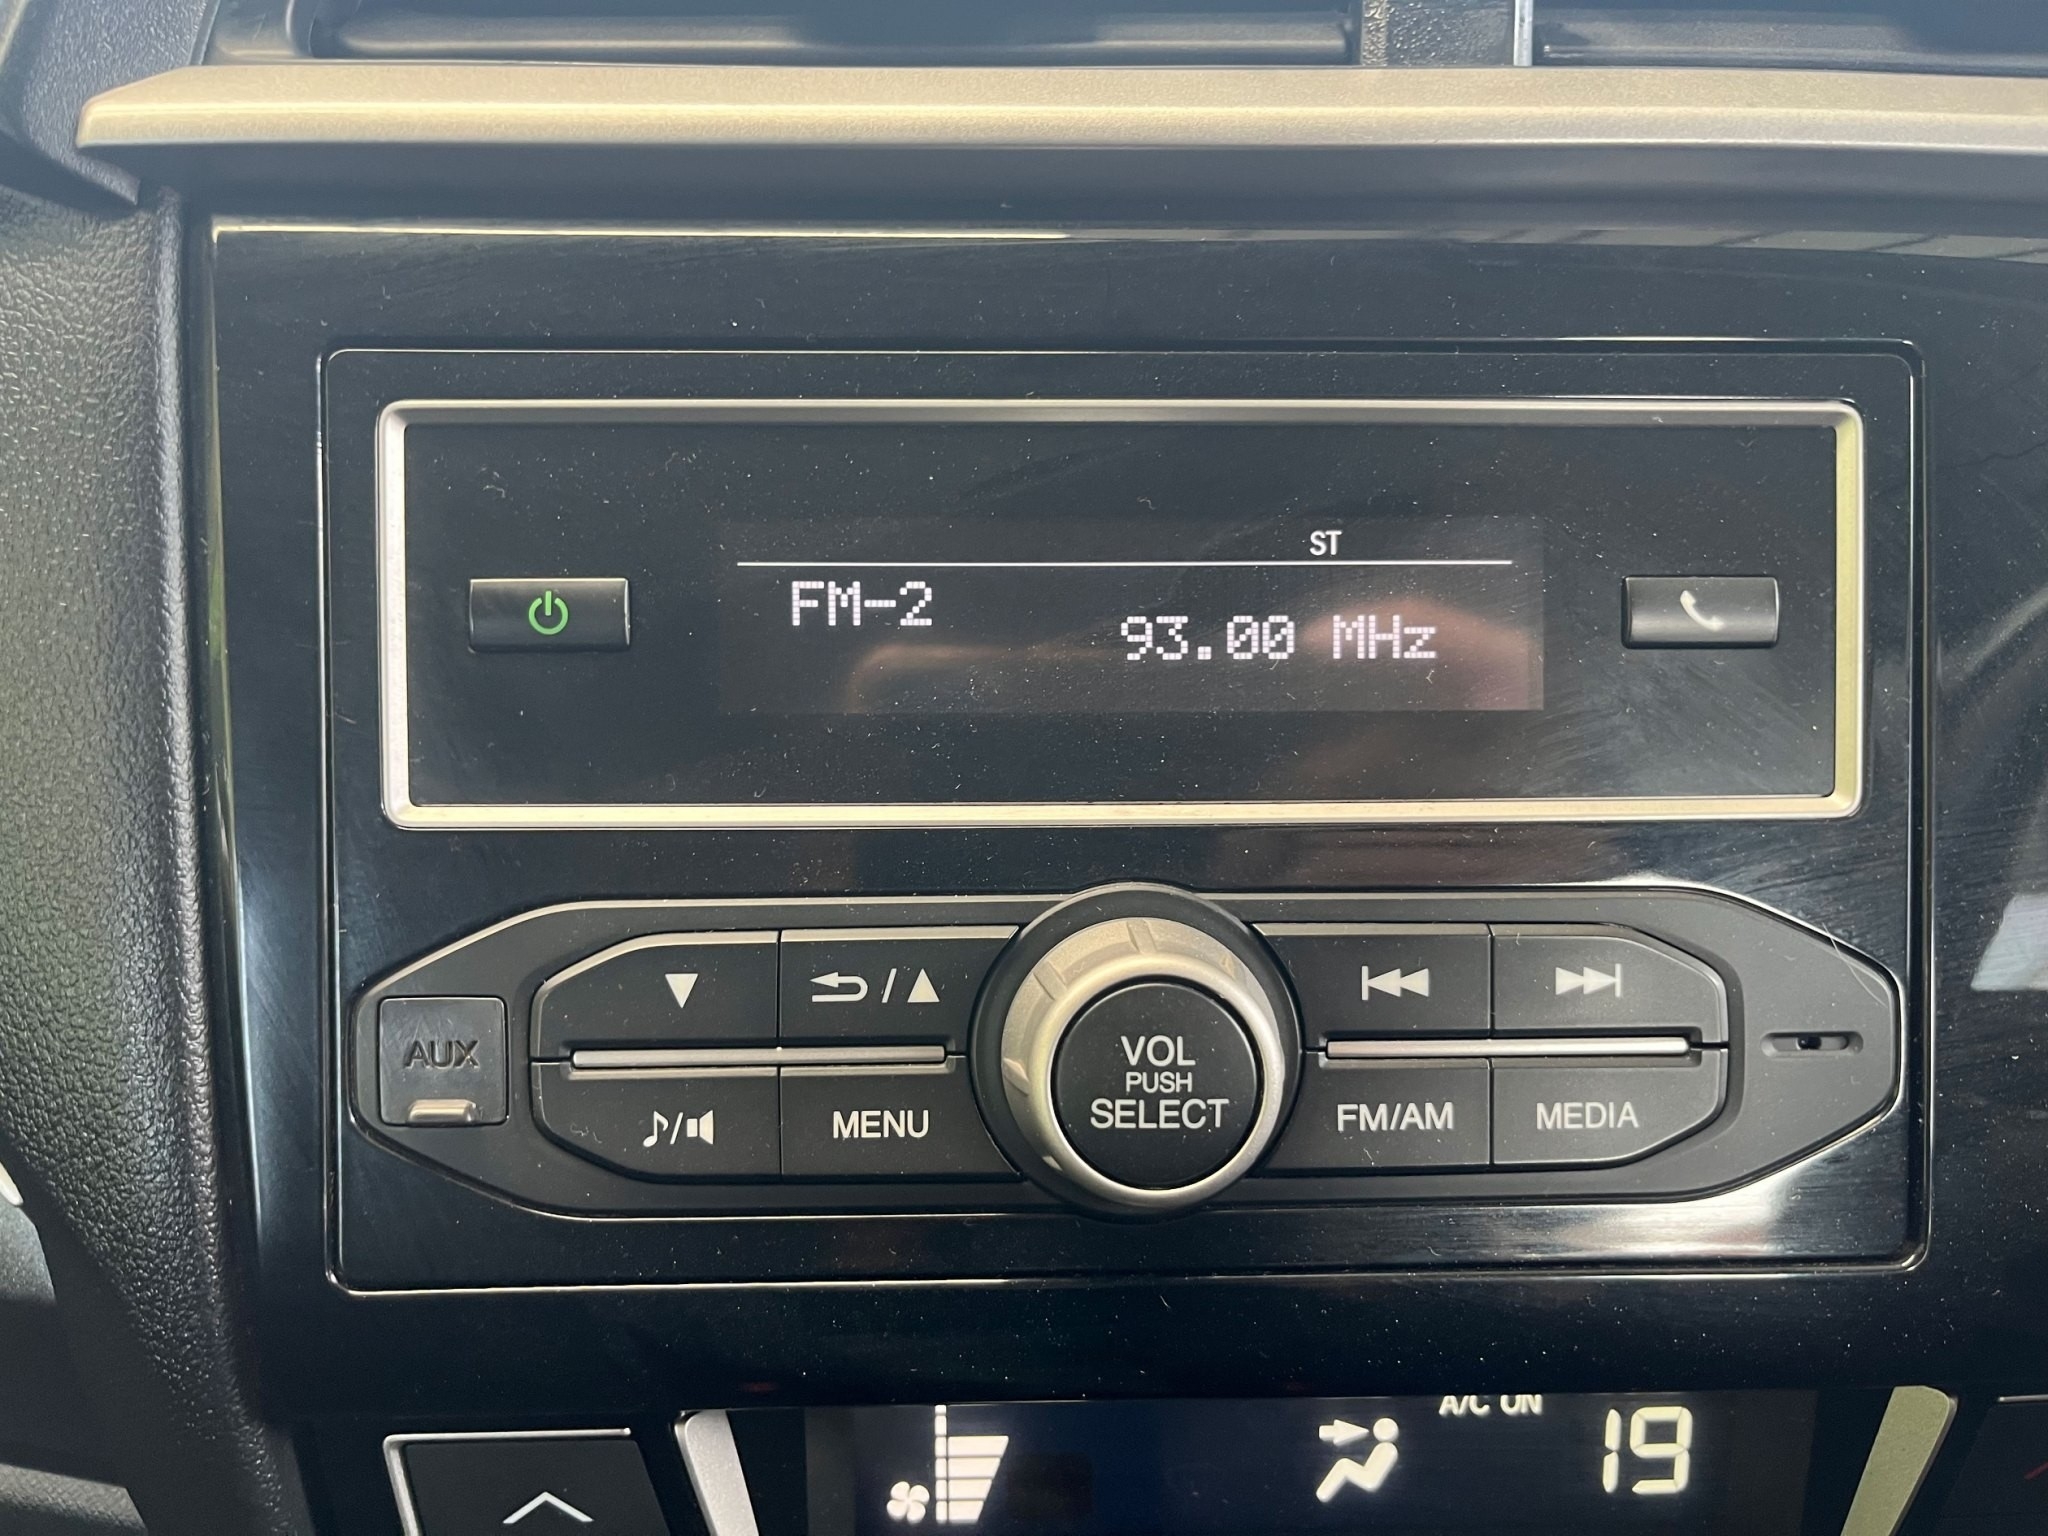 ST
FM-2
93.00 MHz
AUX
MENU
VOL
PUSH
SELECT
FM/AM
MEDIA
A/C ON
19